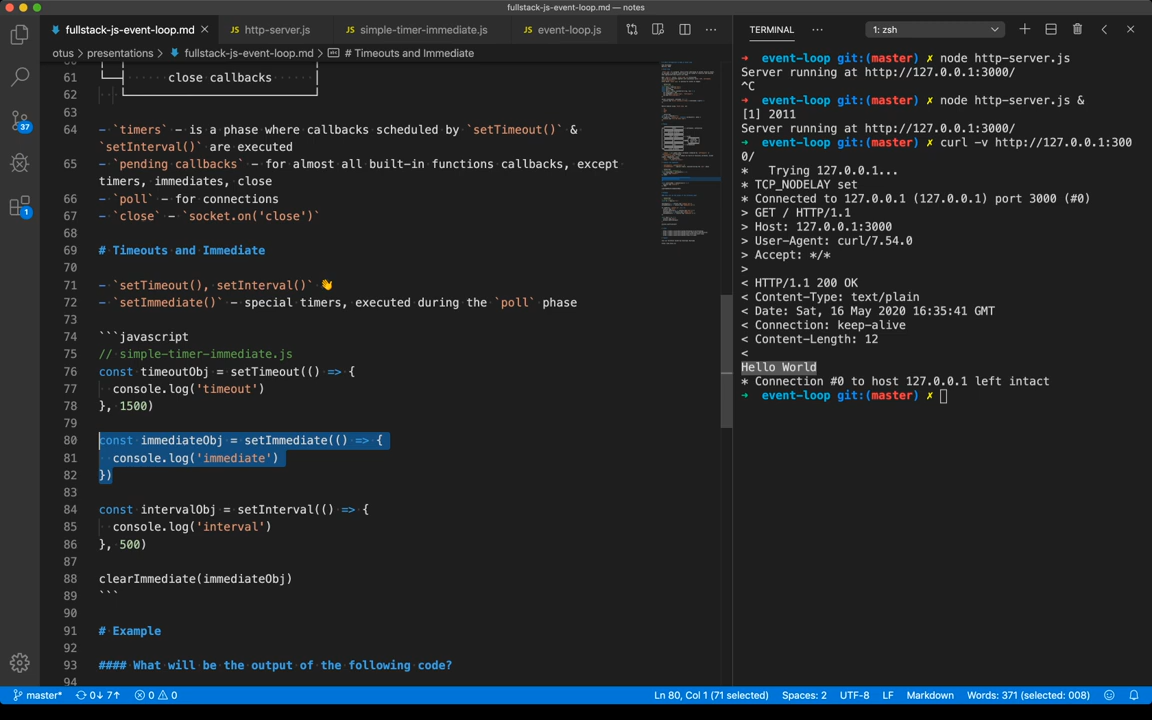 fullstack-js-event-loop.md — notes
fullstack-js-event-loop.md
JS http-server.js
JS simple-timer-immediate.js
JS event-loop.js
otus > presentations > fullstack-js-event-loop.md > # Timeouts and Immediate
61 close callbacks
62
63
64 - `timers` - is a phase where callbacks scheduled by `setTimeout()` &
`setInterval()` are executed
65 - `pending callbacks` - for almost all built-in functions callbacks, except
timers, immediates, close
66 - `poll` - for connections
67 - `close` - `socket.on('close')`
68
69 # Timeouts and Immediate
70
71 - `setTimeout(), setInterval()` 👋
72 - `setImmediate()` - special timers, executed during the `poll` phase
73
74 ```javascript
75 // simple-timer-immediate.js
76 const timeoutObj = setTimeout(() => {
77 console.log('timeout')
78 }, 1500)
79
80 const immediateObj = setImmediate(() => {
81 console.log('immediate')
82 })
83
84 const intervalObj = setInterval(() => {
85 console.log('interval')
86 }, 500)
87
88 clearImmediate(immediateObj)
89 ```
90
91 # Example
92
93 #### What will be the output of the following code?
94
37
1
TERMINAL ···
1: zsh
→ event-loop git:(master) ✗ node http-server.js
Server running at http://127.0.0.1:3000/
^C
→ event-loop git:(master) ✗ node http-server.js &
[1] 2011
Server running at http://127.0.0.1:3000/
→ event-loop git:(master) ✗ curl -v http://127.0.0.1:300
0/
* Trying 127.0.0.1...
* TCP_NODELAY set
* Connected to 127.0.0.1 (127.0.0.1) port 3000 (#0)
> GET / HTTP/1.1
> Host: 127.0.0.1:3000
> User-Agent: curl/7.54.0
> Accept: */*
>
< HTTP/1.1 200 OK
< Content-Type: text/plain
< Date: Sat, 16 May 2020 16:35:41 GMT
< Connection: keep-alive
< Content-Length: 12
<
Hello World
* Connection #0 to host 127.0.0.1 left intact
→ event-loop git:(master) ✗
master* 0↓ 7↑ 0 0
Ln 80, Col 1 (71 selected) Spaces: 2 UTF-8 LF Markdown Words: 371 (selected: 008)